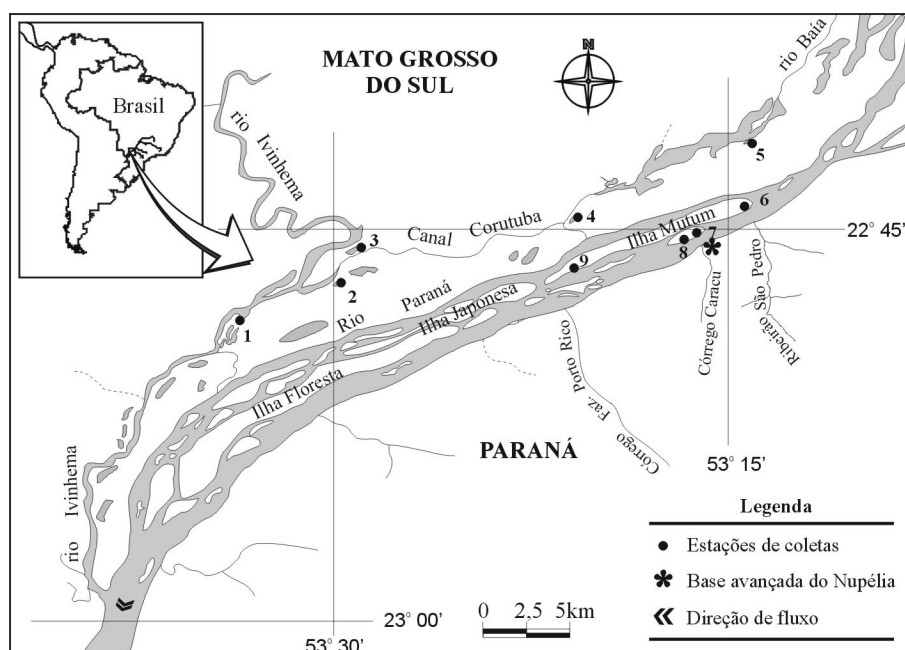 MATO GROSSO
DO SUL
N
Brasil
rio Baía
rio Ivinhema
5
6
4
3
Canal Corutuba
Ilha Mutum
7
22° 45'
8
9
2
Rio Paraná
Ilha Japonesa
1
Ilha Floresta
Córrego Caracu
Ribeirão São Pedro
Córrego Faz. Porto Rico
PARANÁ
53° 15'
rio Ivinhema
Legenda
Estações de coletas
Base avançada do Nupélia
Direção de fluxo
0 2,5 5km
23° 00'
53° 30'